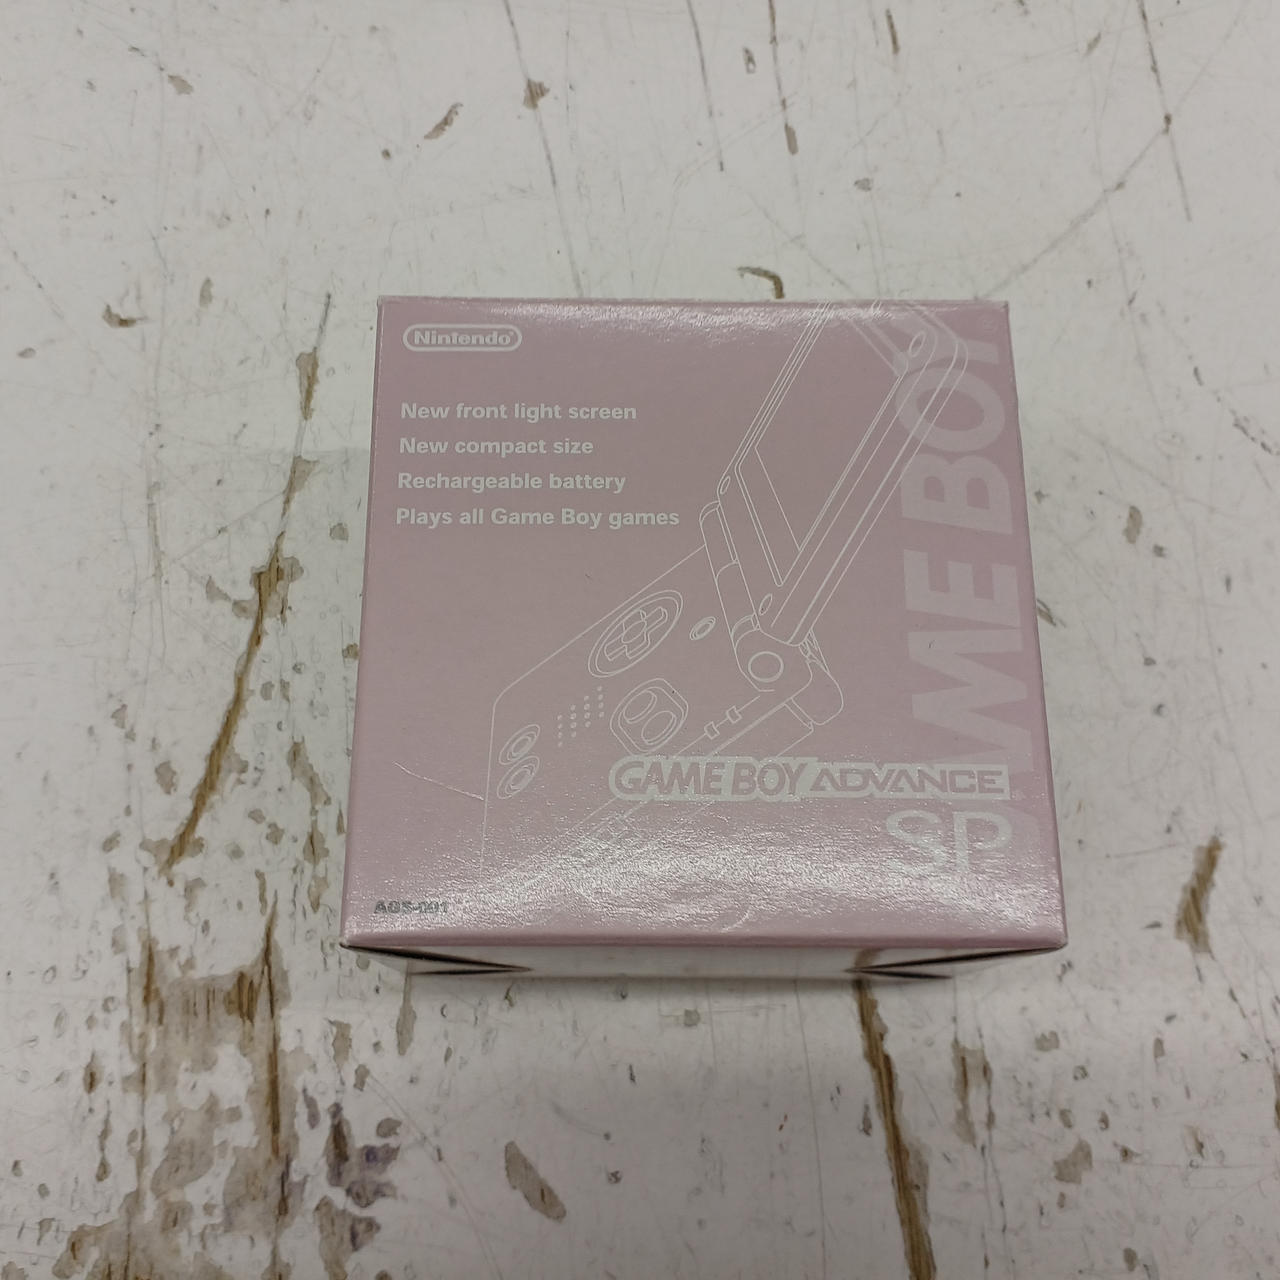 Nintendo®
New front light screen
New compact size
Rechargeable battery
Plays all Game Boy games
GAME BOY®
GAME BOY ADVANCE
SP
AGS-001